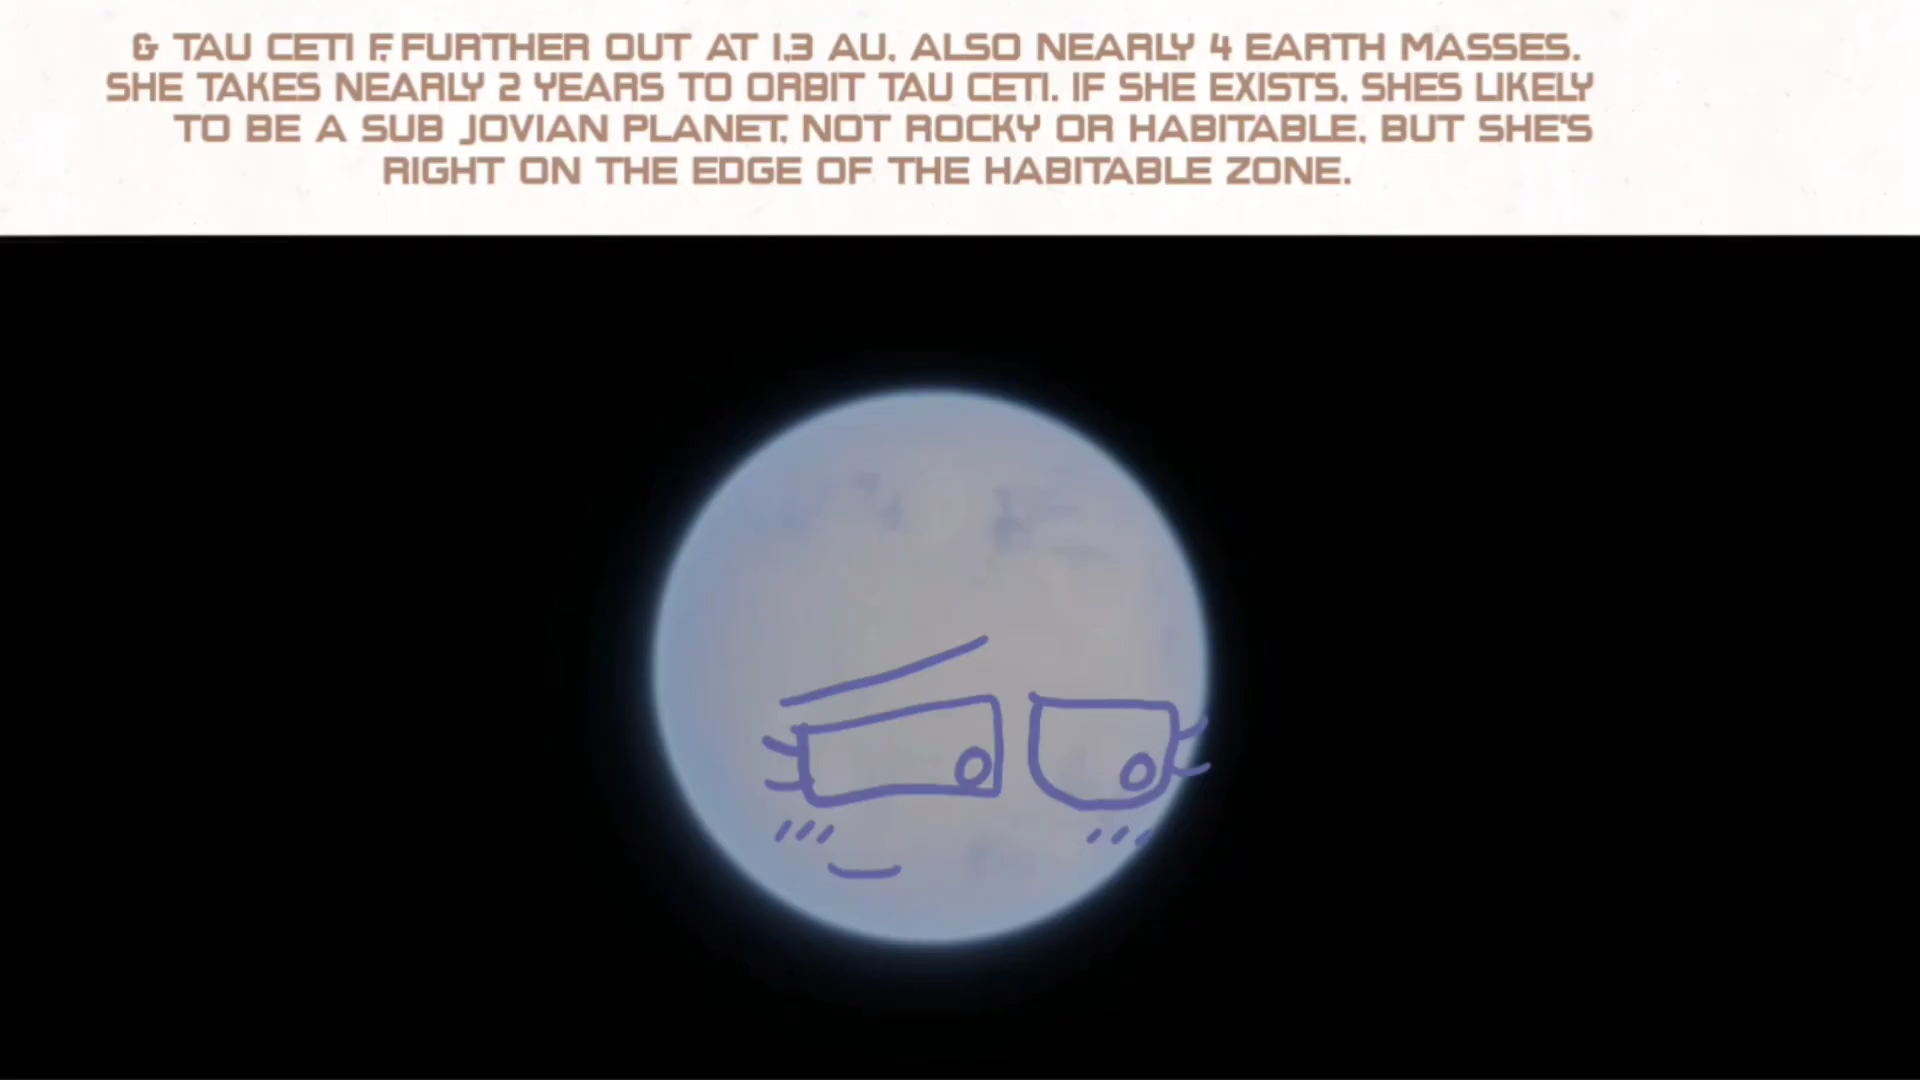 & TAU CETI F, FURTHER OUT AT 1,3 AU. ALSO NEARLY 4 EARTH MASSES.
SHE TAKES NEARLY 2 YEARS TO ORBIT TAU CETI. IF SHE EXISTS. SHES LIKELY
TO BE A SUB JOVIAN PLANET, NOT ROCKY OR HABITABLE. BUT SHE'S
RIGHT ON THE EDGE OF THE HABITABLE ZONE.